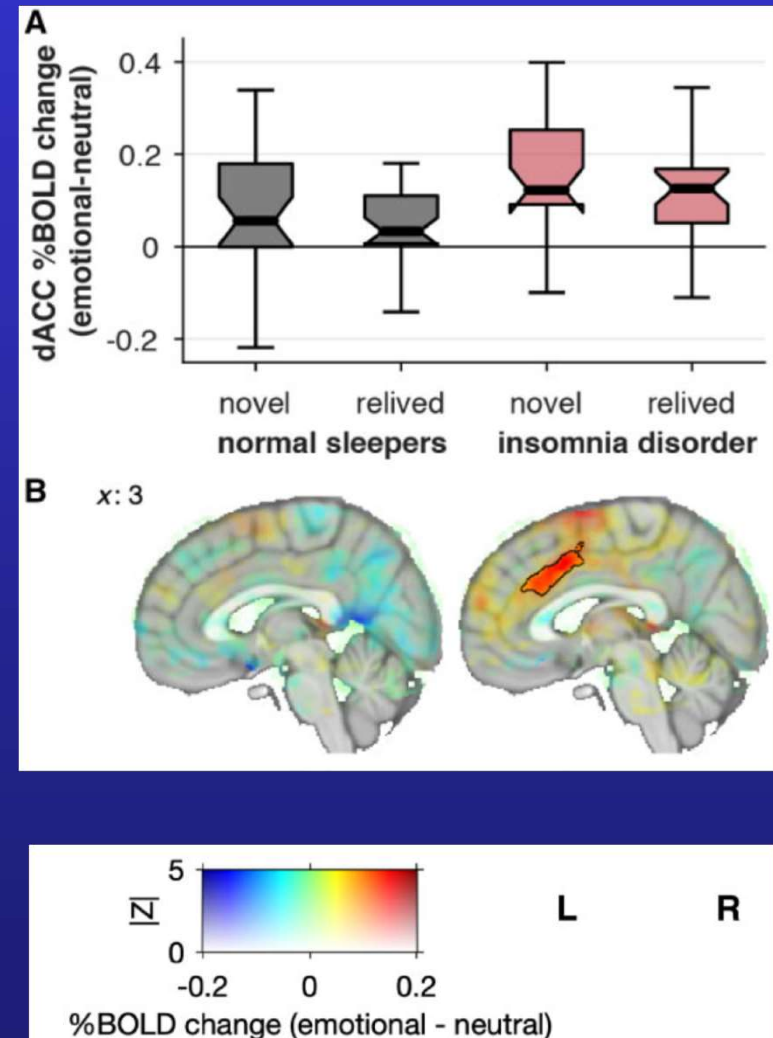 A
dACC %BOLD change
(emotional-neutral)
0.4
0.2
0
-0.2
novel relived novel relived
normal sleepers insomnia disorder
B x: 3
|Z|
5
0
L R
-0.2 0 0.2
%BOLD change (emotional - neutral)